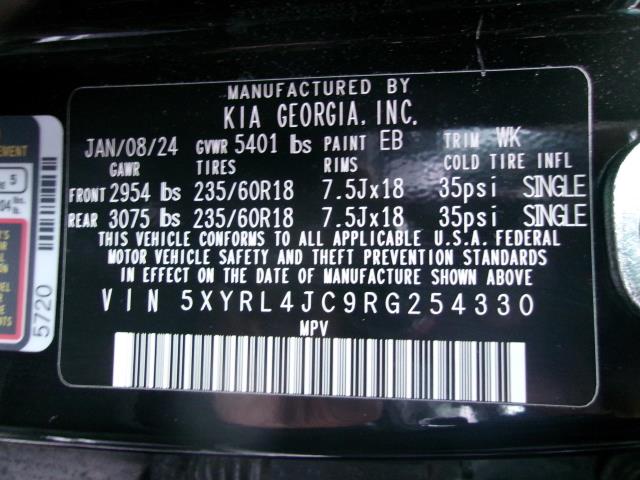 MANUFACTURED BY
KIA GEORGIA. INC.
JAN/08/24 GVWR 5401 lbs PAINT EB TRIM WK
GAWR TIRES RIMS COLD TIRE INFL
FRONT 2954 lbs 235/60R18 7.5Jx18 35psi SINGLE
REAR 3075 lbs 235/60R18 7.5Jx18 35psi SINGLE
THIS VEHICLE CONFORMS TO ALL APPLICABLE U.S.A. FEDERAL
MOTOR VEHICLE SAFETY AND THEFT PREVENTION STANDARDS
IN EFFECT ON THE DATE OF MANUFACTURE SHOWN ABOVE.
VIN 5XYRL4JC9RG254330
MPV
5
5720